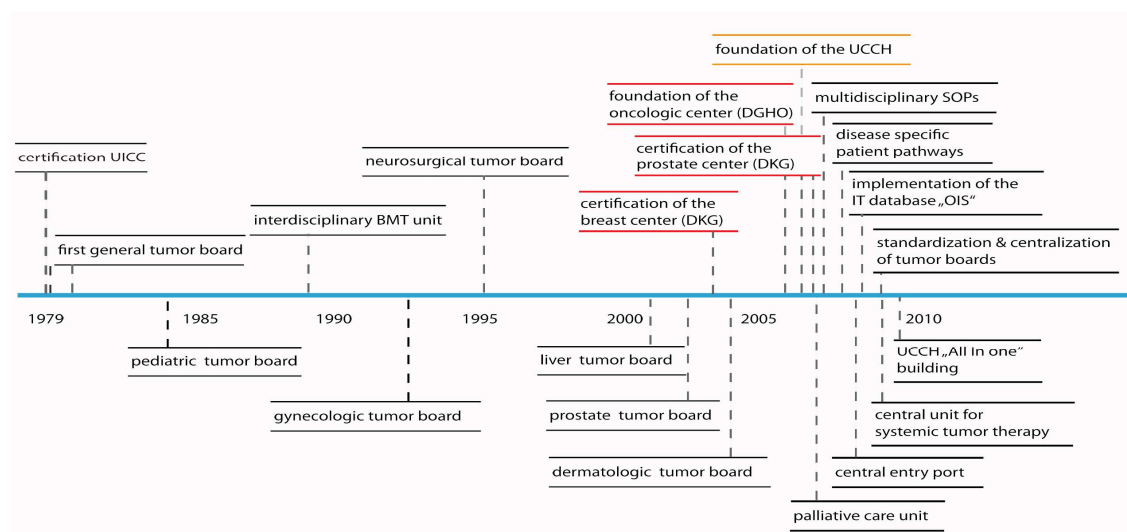 foundation of the UCCH
foundation of the
oncologic center (DGHO)
multidisciplinary SOPs
certification UICC
neurosurgical tumor board
certification of the
prostate center (DKG)
disease specific
patient pathways
interdisciplinary BMT unit
certification of the
breast center (DKG)
implementation of the
IT database „OIS“
first general tumor board
standardization & centralization
of tumor boards
1979 1985 1990 1995 2000 2005 2010
pediatric tumor board
liver tumor board
UCCH „All In one“
building
gynecologic tumor board
prostate tumor board
central unit for
systemic tumor therapy
dermatologic tumor board
central entry port
palliative care unit